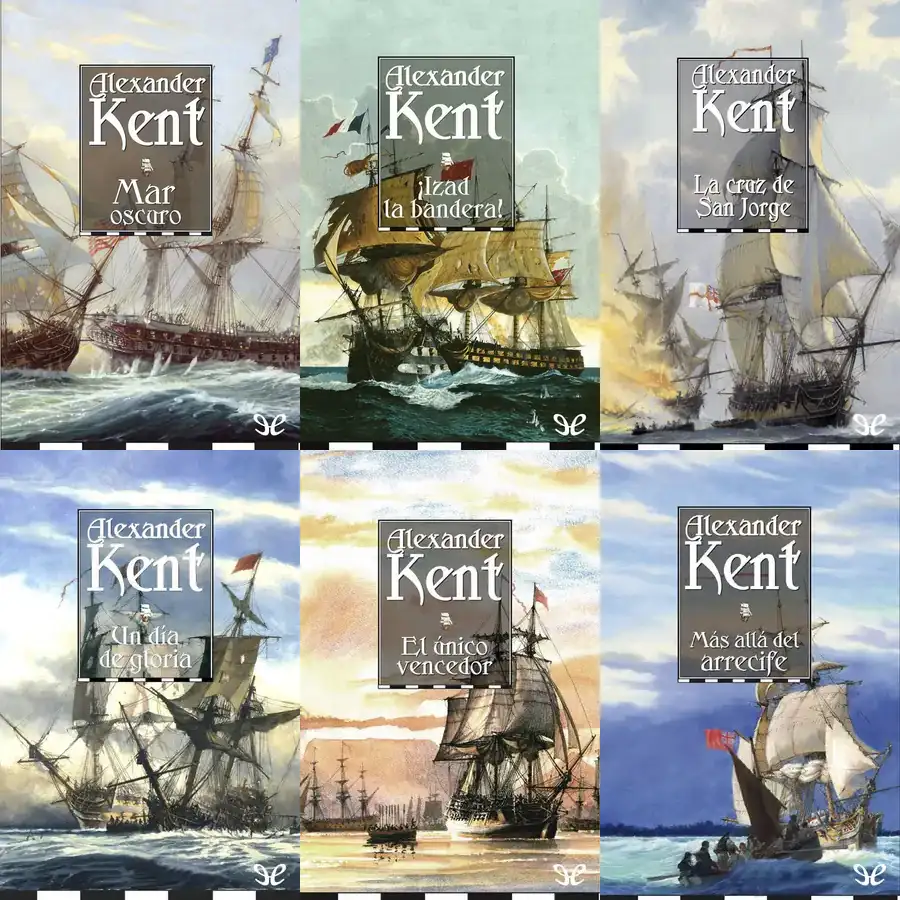 Alexander
Kent
Mar
oscuro
Alexander
Kent
¡Izad
la bandera!
Alexander
Kent
La cruz de
San Jorge
Alexander
Kent
Un día
de gloria
Alexander
Kent
El único
vencedor
Alexander
Kent
Más allá del
arrecife